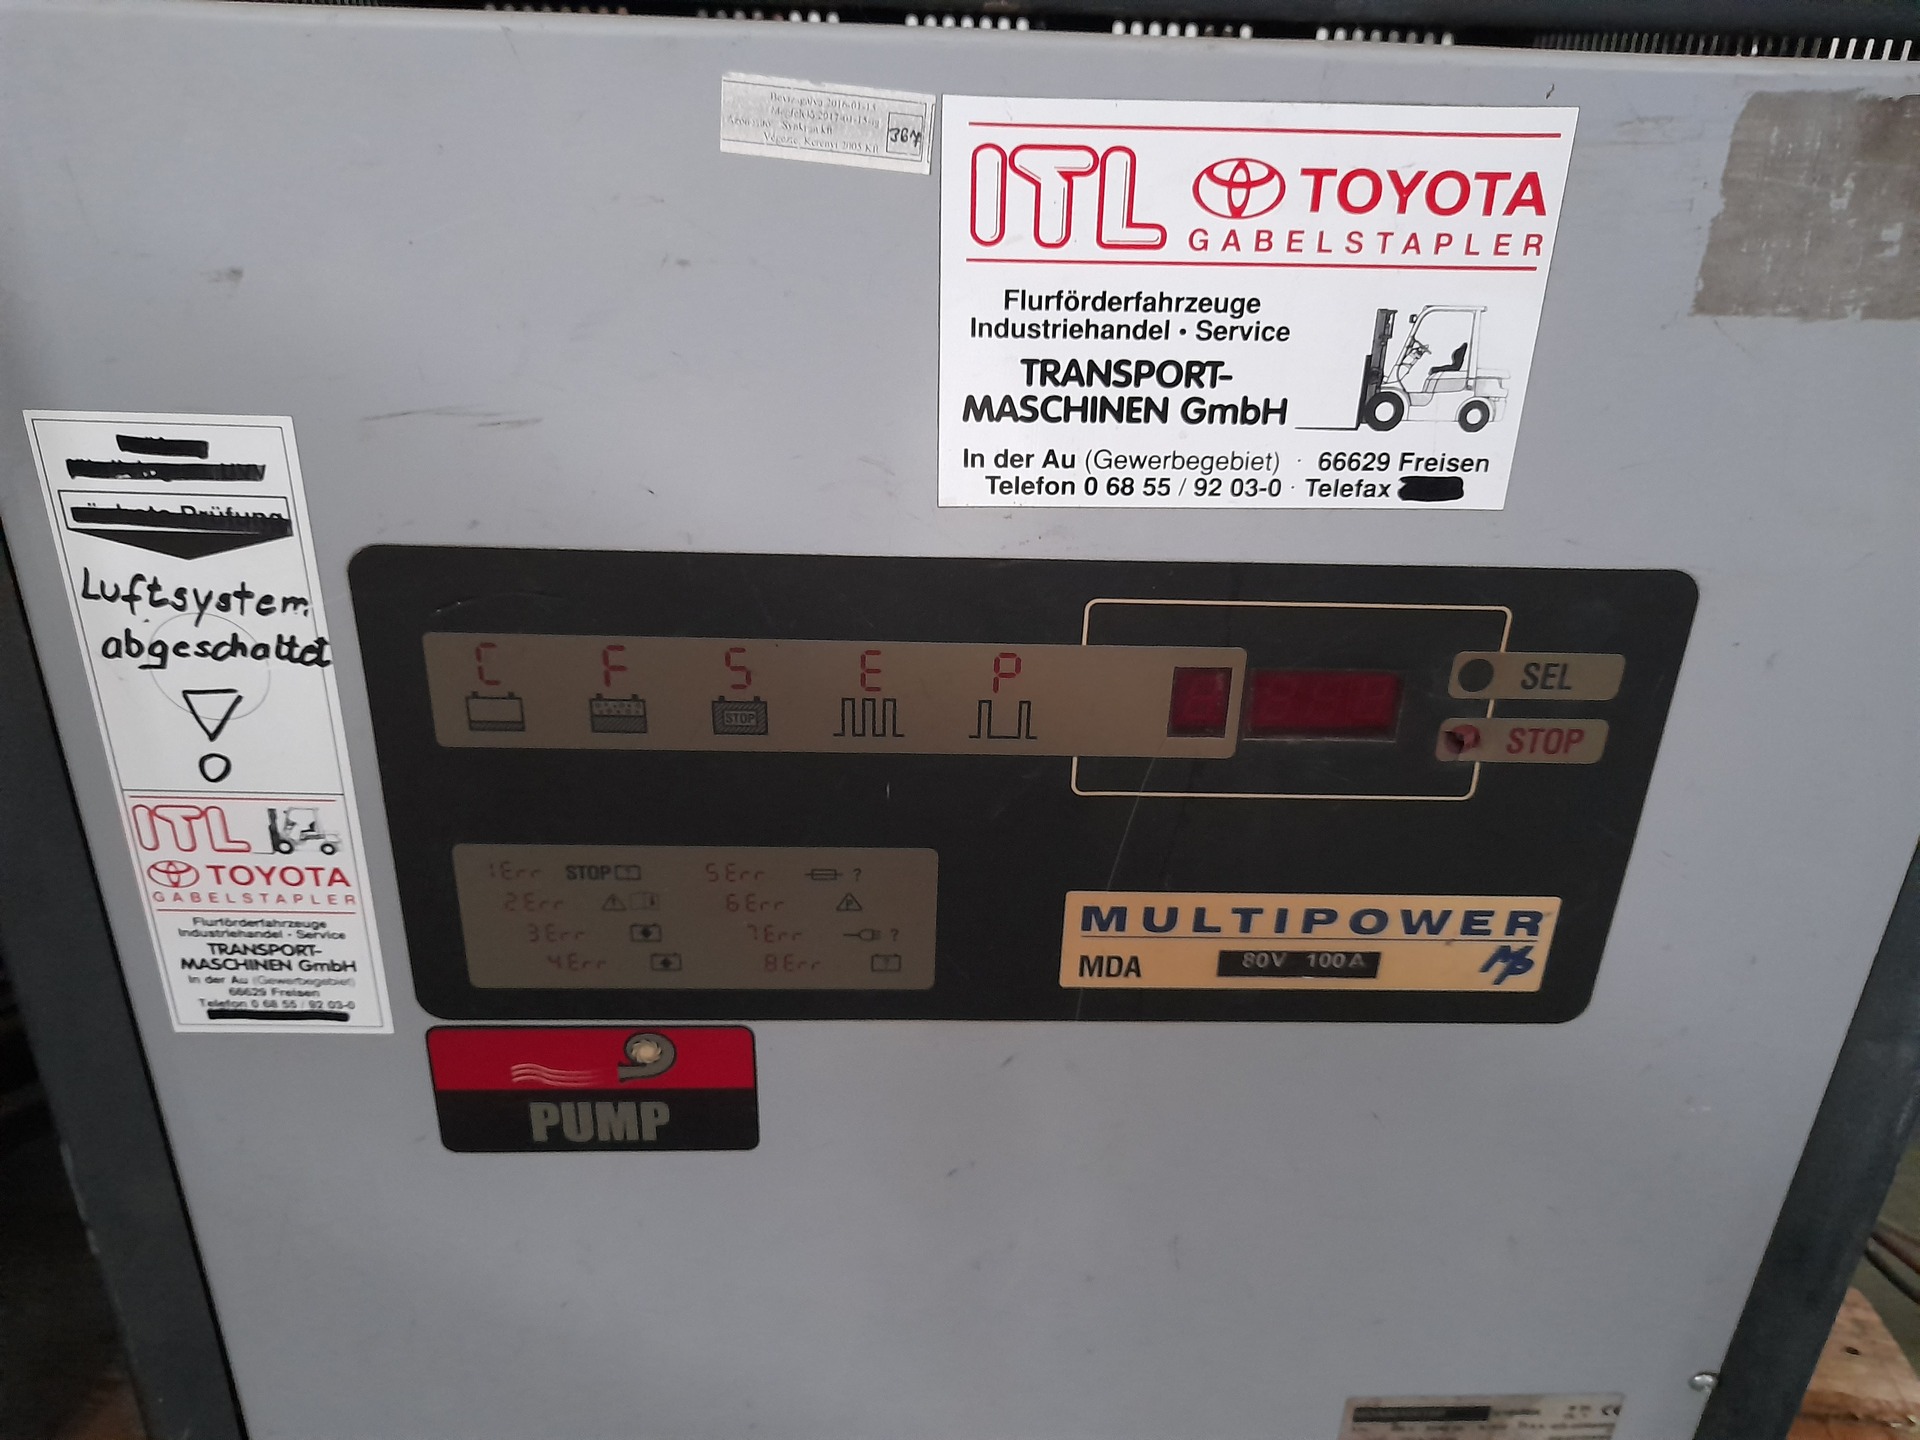 367
ITL TOYOTA
GABELSTAPLER
Flurförderfahrzeuge
Industriehandel · Service
TRANSPORT-
MASCHINEN GmbH
In der Au (Gewerbegebiet) · 66629 Freisen
Telefon 0 68 55 / 92 03-0 · Telefax
Prüfung
Luftsystem
abgeschaltet
ITL
TOYOTA
GABELSTAPLER
Flurförderfahrzeuge
Industriehandel · Service
TRANSPORT-
MASCHINEN GmbH
In der Au (Gewerbegebiet)
66629 Freisen
Telefon 0 68 55 / 92 03-0
C F S E P
STOP
SEL
STOP
1Err STOP 5Err ?
2Err 6Err P
3Err 7Err ?
4Err 8Err
MULTIPOWER
MDA 80V 100A
PUMP